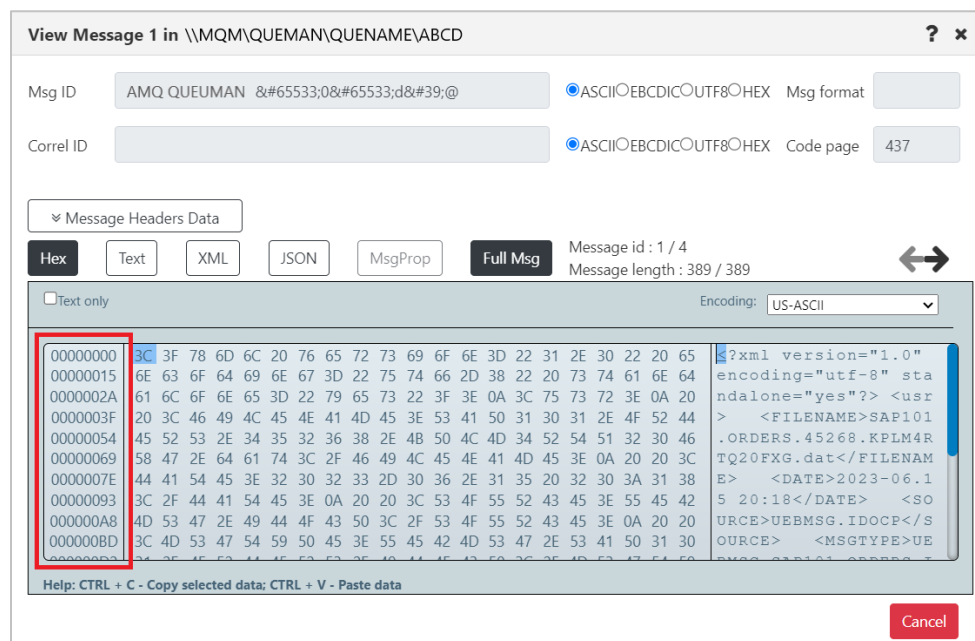 View Message 1 in \\MQM\QUEMAN\QUENAME\ABCD ? ×
Msg ID AMQ QUEUMAN &#65533;0&#65533;d&#39;@ ASCII EBCDIC UTF8 HEX Msg format
Correl ID ASCII EBCDIC UTF8 HEX Code page 437
Message Headers Data
Hex Text XML JSON MsgProp Full Msg
Message id : 1 / 4
Message length : 389 / 389
Text only Encoding: US-ASCII
00000000 3C 3F 78 6D 6C 20 76 65 72 73 69 6F 6E 3D 22 31 2E 30 22 20 65 <?xml version="1.0"
00000015 6E 63 6F 64 69 6E 67 3D 22 75 74 66 2D 38 22 20 73 74 61 6E 64 encoding="utf-8" sta
0000002A 61 6C 6F 6E 65 3D 22 79 65 73 22 3F 3E 0A 3C 75 73 72 3E 0A 20 ndalone="yes"?> <usr
0000003F 20 3C 46 49 4C 45 4E 41 4D 45 3E 53 41 50 31 30 31 2E 4F 52 44 > <FILENAME>SAP101
00000054 45 52 53 2E 34 35 32 36 38 2E 4B 50 4C 4D 34 52 54 51 32 30 46 .ORDERS.45268.KPLM4R
00000069 58 47 2E 64 61 74 3C 2F 46 49 4C 45 4E 41 4D 45 3E 0A 20 20 3C TQ20FXG.dat</FILENAM
0000007E 44 41 54 45 3E 32 30 32 33 2D 30 36 2E 31 35 20 32 30 3A 31 38 E> <DATE>2023-06.1
00000093 3C 2F 44 41 54 45 3E 0A 20 20 3C 53 4F 55 52 43 45 3E 55 45 42 5 20:18</DATE> <SO
000000A8 4D 53 47 2E 49 44 4F 43 50 3C 2F 53 4F 55 52 43 45 3E 0A 20 20 URCE>UEBMSG.IDOCP</S
000000BD 3C 4D 53 47 54 59 50 45 3E 55 45 42 4D 53 47 2E 53 41 50 31 30 OURCE> <MSGTYPE>UE
Help: CTRL + C - Copy selected data; CTRL + V - Paste data
Cancel